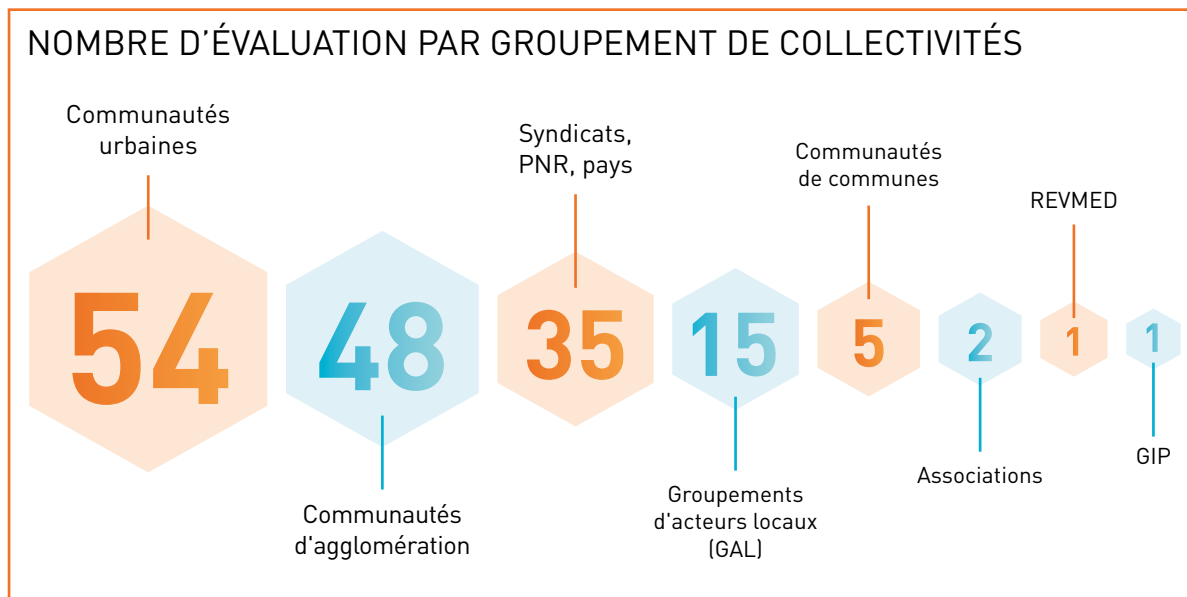 NOMBRE D’ÉVALUATION PAR GROUPEMENT DE COLLECTIVITÉS
Communautés
urbaines
54
48
Communautés
d'agglomération
Syndicats,
PNR, pays
35
15
Groupements
d'acteurs locaux
(GAL)
Communautés
de communes
5
2
Associations
REVMED
1
1
GIP